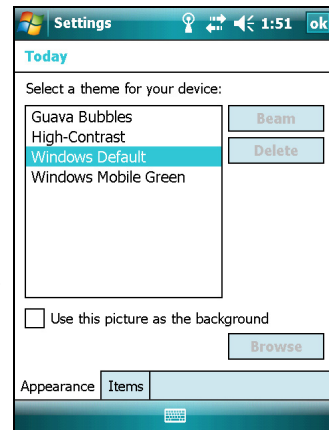 Settings 1:51 ok
Today
Select a theme for your device:
Guava Bubbles
High-Contrast
Windows Default
Windows Mobile Green
Beam
Delete
Use this picture as the background
Browse
Appearance Items